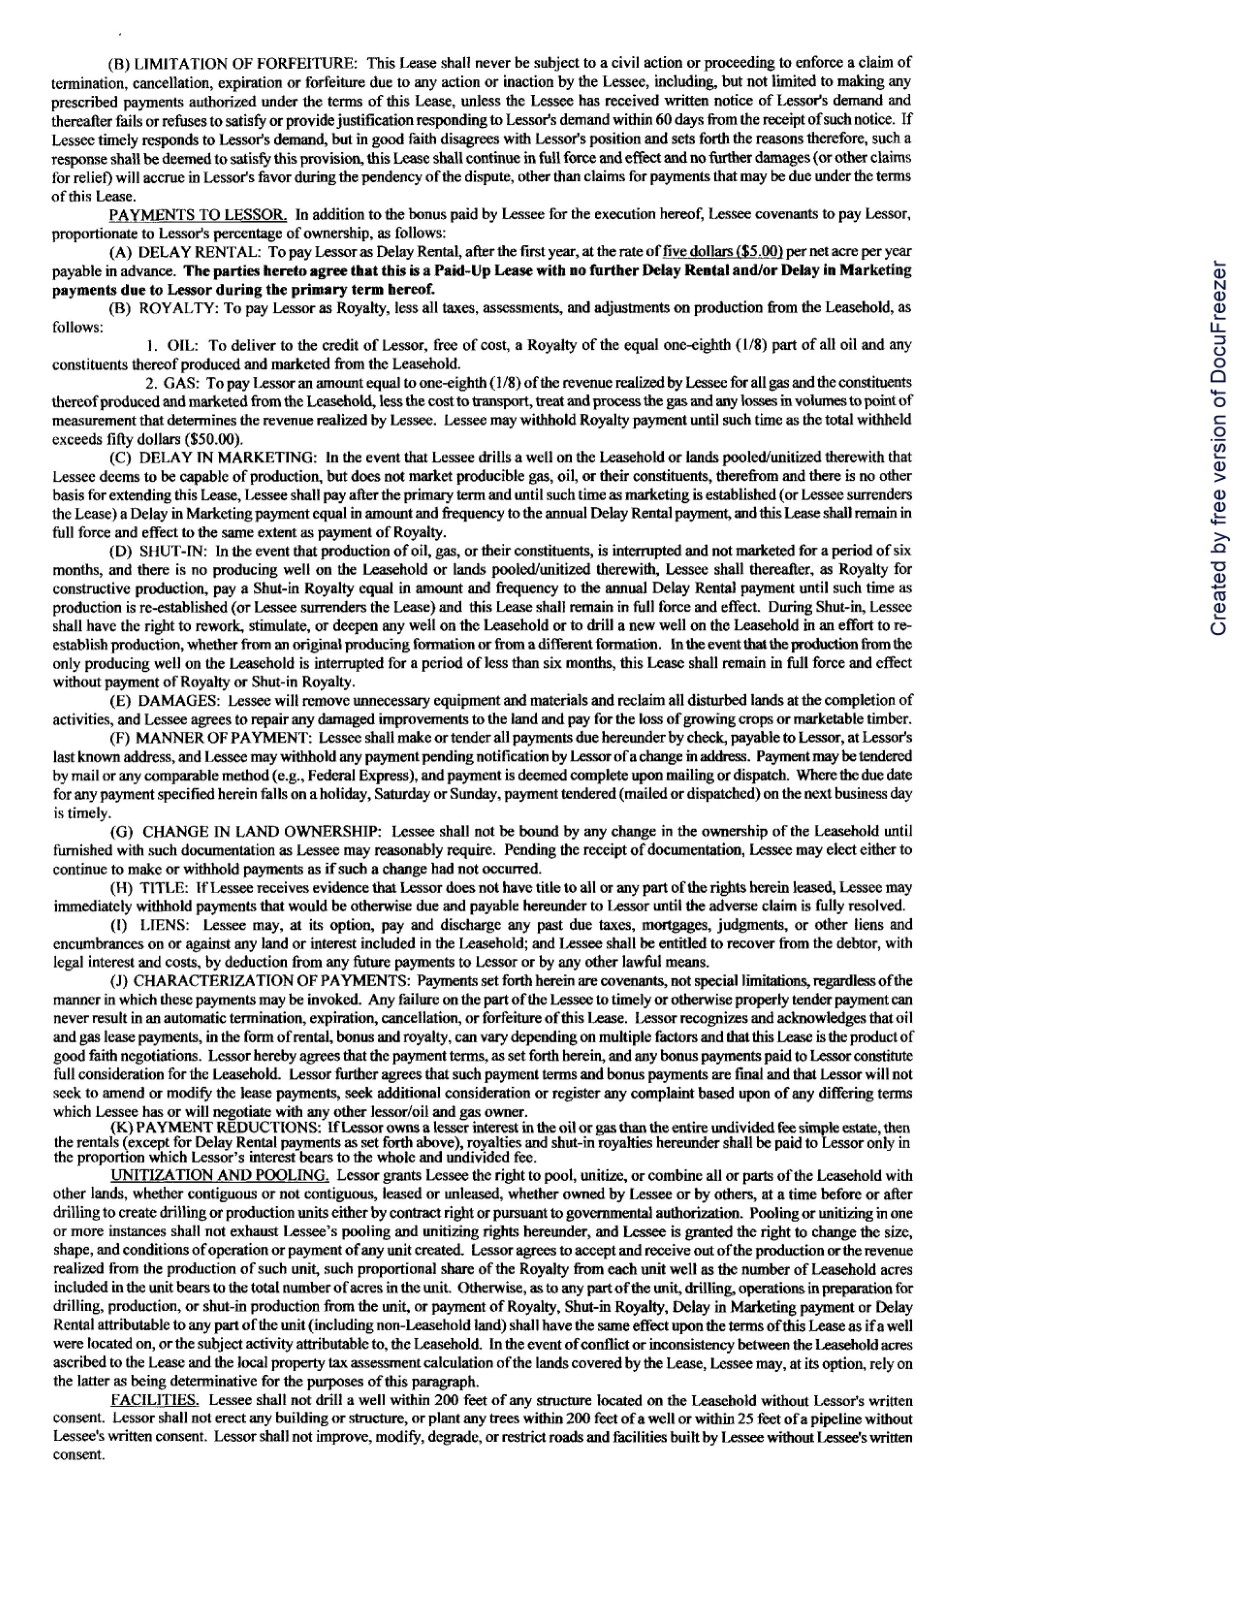 (B) LIMITATION OF FORFEITURE: This Lease shall never be subject to a civil action or proceeding to enforce a claim of
termination, cancellation, expiration or forfeiture due to any action or inaction by the Lessee, including, but not limited to making any
prescribed payments authorized under the terms of this Lease, unless the Lessee has received written notice of Lessor's demand and
thereafter fails or refuses to satisfy or provide justification responding to Lessor's demand within 60 days from the receipt of such notice. If
Lessee timely responds to Lessor's demand, but in good faith disagrees with Lessor's position and sets forth the reasons therefore, such a
response shall be deemed to satisfy this provision, this Lease shall continue in full force and effect and no further damages (or other claims
for relief) will accrue in Lessor's favor during the pendency of the dispute, other than claims for payments that may be due under the terms
of this Lease.
PAYMENTS TO LESSOR. In addition to the bonus paid by Lessee for the execution hereof, Lessee covenants to pay Lessor,
proportionate to Lessor's percentage of ownership, as follows:
(A) DELAY RENTAL: To pay Lessor as Delay Rental, after the first year, at the rate of five dollars ($5.00) per net acre per year
payable in advance. The parties hereto agree that this is a Paid-Up Lease with no further Delay Rental and/or Delay in Marketing
payments due to Lessor during the primary term hereof.
(B) ROYALTY: To pay Lessor as Royalty, less all taxes, assessments, and adjustments on production from the Leasehold, as
follows:
1. OIL: To deliver to the credit of Lessor, free of cost, a Royalty of the equal one-eighth (1/8) part of all oil and any
constituents thereof produced and marketed from the Leasehold.
2. GAS: To pay Lessor an amount equal to one-eighth (1/8) of the revenue realized by Lessee for all gas and the constituents
thereof produced and marketed from the Leasehold, less the cost to transport, treat and process the gas and any losses in volumes to point of
measurement that determines the revenue realized by Lessee. Lessee may withhold Royalty payment until such time as the total withheld
exceeds fifty dollars ($50.00).
(C) DELAY IN MARKETING: In the event that Lessee drills a well on the Leasehold or lands pooled/unitized therewith that
Lessee deems to be capable of production, but does not market producible gas, oil, or their constituents, therefrom and there is no other
basis for extending this Lease, Lessee shall pay after the primary term and until such time as marketing is established (or Lessee surrenders
the Lease) a Delay in Marketing payment equal in amount and frequency to the annual Delay Rental payment, and this Lease shall remain in
full force and effect to the same extent as payment of Royalty.
(D) SHUT-IN: In the event that production of oil, gas, or their constituents, is interrupted and not marketed for a period of six
months, and there is no producing well on the Leasehold or lands pooled/unitized therewith, Lessee shall thereafter, as Royalty for
constructive production, pay a Shut-in Royalty equal in amount and frequency to the annual Delay Rental payment until such time as
production is re-established (or Lessee surrenders the Lease) and this Lease shall remain in full force and effect. During Shut-in, Lessee
shall have the right to rework, stimulate, or deepen any well on the Leasehold or to drill a new well on the Leasehold in an effort to re-
establish production, whether from an original producing formation or from a different formation. In the event that the production from the
only producing well on the Leasehold is interrupted for a period of less than six months, this Lease shall remain in full force and effect
without payment of Royalty or Shut-in Royalty.
(E) DAMAGES: Lessee will remove unnecessary equipment and materials and reclaim all disturbed lands at the completion of
activities, and Lessee agrees to repair any damaged improvements to the land and pay for the loss of growing crops or marketable timber.
(F) MANNER OF PAYMENT: Lessee shall make or tender all payments due hereunder by check, payable to Lessor, at Lessor's
last known address, and Lessee may withhold any payment pending notification by Lessor of a change in address. Payment may be tendered
by mail or any comparable method (e.g., Federal Express), and payment is deemed complete upon mailing or dispatch. Where the due date
for any payment specified herein falls on a holiday, Saturday or Sunday, payment tendered (mailed or dispatched) on the next business day
is timely.
(G) CHANGE IN LAND OWNERSHIP: Lessee shall not be bound by any change in the ownership of the Leasehold until
furnished with such documentation as Lessee may reasonably require. Pending the receipt of documentation, Lessee may elect either to
continue to make or withhold payments as if such a change had not occurred.
(H) TITLE: If Lessee receives evidence that Lessor does not have title to all or any part of the rights herein leased, Lessee may
immediately withhold payments that would be otherwise due and payable hereunder to Lessor until the adverse claim is fully resolved.
(I) LIENS: Lessee may, at its option, pay and discharge any past due taxes, mortgages, judgments, or other liens and
encumbrances on or against any land or interest included in the Leasehold; and Lessee shall be entitled to recover from the debtor, with
legal interest and costs, by deduction from any future payments to Lessor or by any other lawful means.
(J) CHARACTERIZATION OF PAYMENTS: Payments set forth herein are covenants, not special limitations, regardless of the
manner in which these payments may be invoked. Any failure on the part of the Lessee to timely or otherwise properly tender payment can
never result in an automatic termination, expiration, cancellation, or forfeiture of this Lease. Lessor recognizes and acknowledges that oil
and gas lease payments, in the form of rental, bonus and royalty, can vary depending on multiple factors and that this Lease is the product of
good faith negotiations. Lessor hereby agrees that the payment terms, as set forth herein, and any bonus payments paid to Lessor constitute
full consideration for the Leasehold. Lessor further agrees that such payment terms and bonus payments are final and that Lessor will not
seek to amend or modify the lease payments, seek additional consideration or register any complaint based upon of any differing terms
which Lessee has or will negotiate with any other lessor/oil and gas owner.
(K) PAYMENT REDUCTIONS: If Lessor owns a lesser interest in the oil or gas than the entire undivided fee simple estate, then
the rentals (except for Delay Rental payments as set forth above), royalties and shut-in royalties hereunder shall be paid to Lessor only in
the proportion which Lessor's interest bears to the whole and undivided fee.
UNITIZATION AND POOLING. Lessor grants Lessee the right to pool, unitize, or combine all or parts of the Leasehold with
other lands, whether contiguous or not contiguous, leased or unleased, whether owned by Lessee or by others, at a time before or after
drilling to create drilling or production units either by contract right or pursuant to governmental authorization. Pooling or unitizing in one
or more instances shall not exhaust Lessee's pooling and unitizing rights hereunder, and Lessee is granted the right to change the size,
shape, and conditions of operation or payment of any unit created. Lessor agrees to accept and receive out of the production or the revenue
realized from the production of such unit, such proportional share of the Royalty from each unit well as the number of Leasehold acres
included in the unit bears to the total number of acres in the unit. Otherwise, as to any part of the unit, drilling, operations in preparation for
drilling, production, or shut-in production from the unit, or payment of Royalty, Shut-in Royalty, Delay in Marketing payment or Delay
Rental attributable to any part of the unit (including non-Leasehold land) shall have the same effect upon the terms of this Lease as if a well
were located on, or the subject activity attributable to, the Leasehold. In the event of conflict or inconsistency between the Leasehold acres
ascribed to the Lease and the local property tax assessment calculation of the lands covered by the Lease, Lessee may, at its option, rely on
the latter as being determinative for the purposes of this paragraph.
FACILITIES. Lessee shall not drill a well within 200 feet of any structure located on the Leasehold without Lessor's written
consent. Lessor shall not erect any building or structure, or plant any trees within 200 feet of a well or within 25 feet of a pipeline without
Lessee's written consent. Lessor shall not improve, modify, degrade, or restrict roads and facilities built by Lessee without Lessee's written
consent.
Created by free version of DocuFreezer